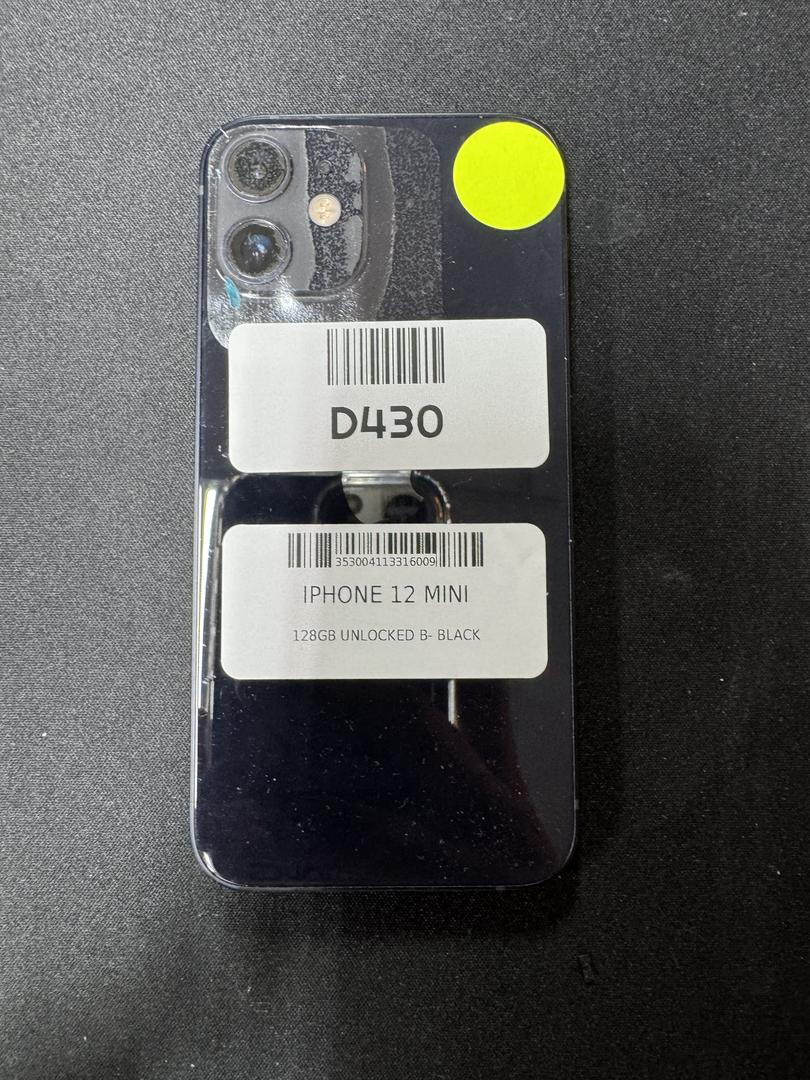 D430
353004113316009
IPHONE 12 MINI
128GB UNLOCKED B- BLACK